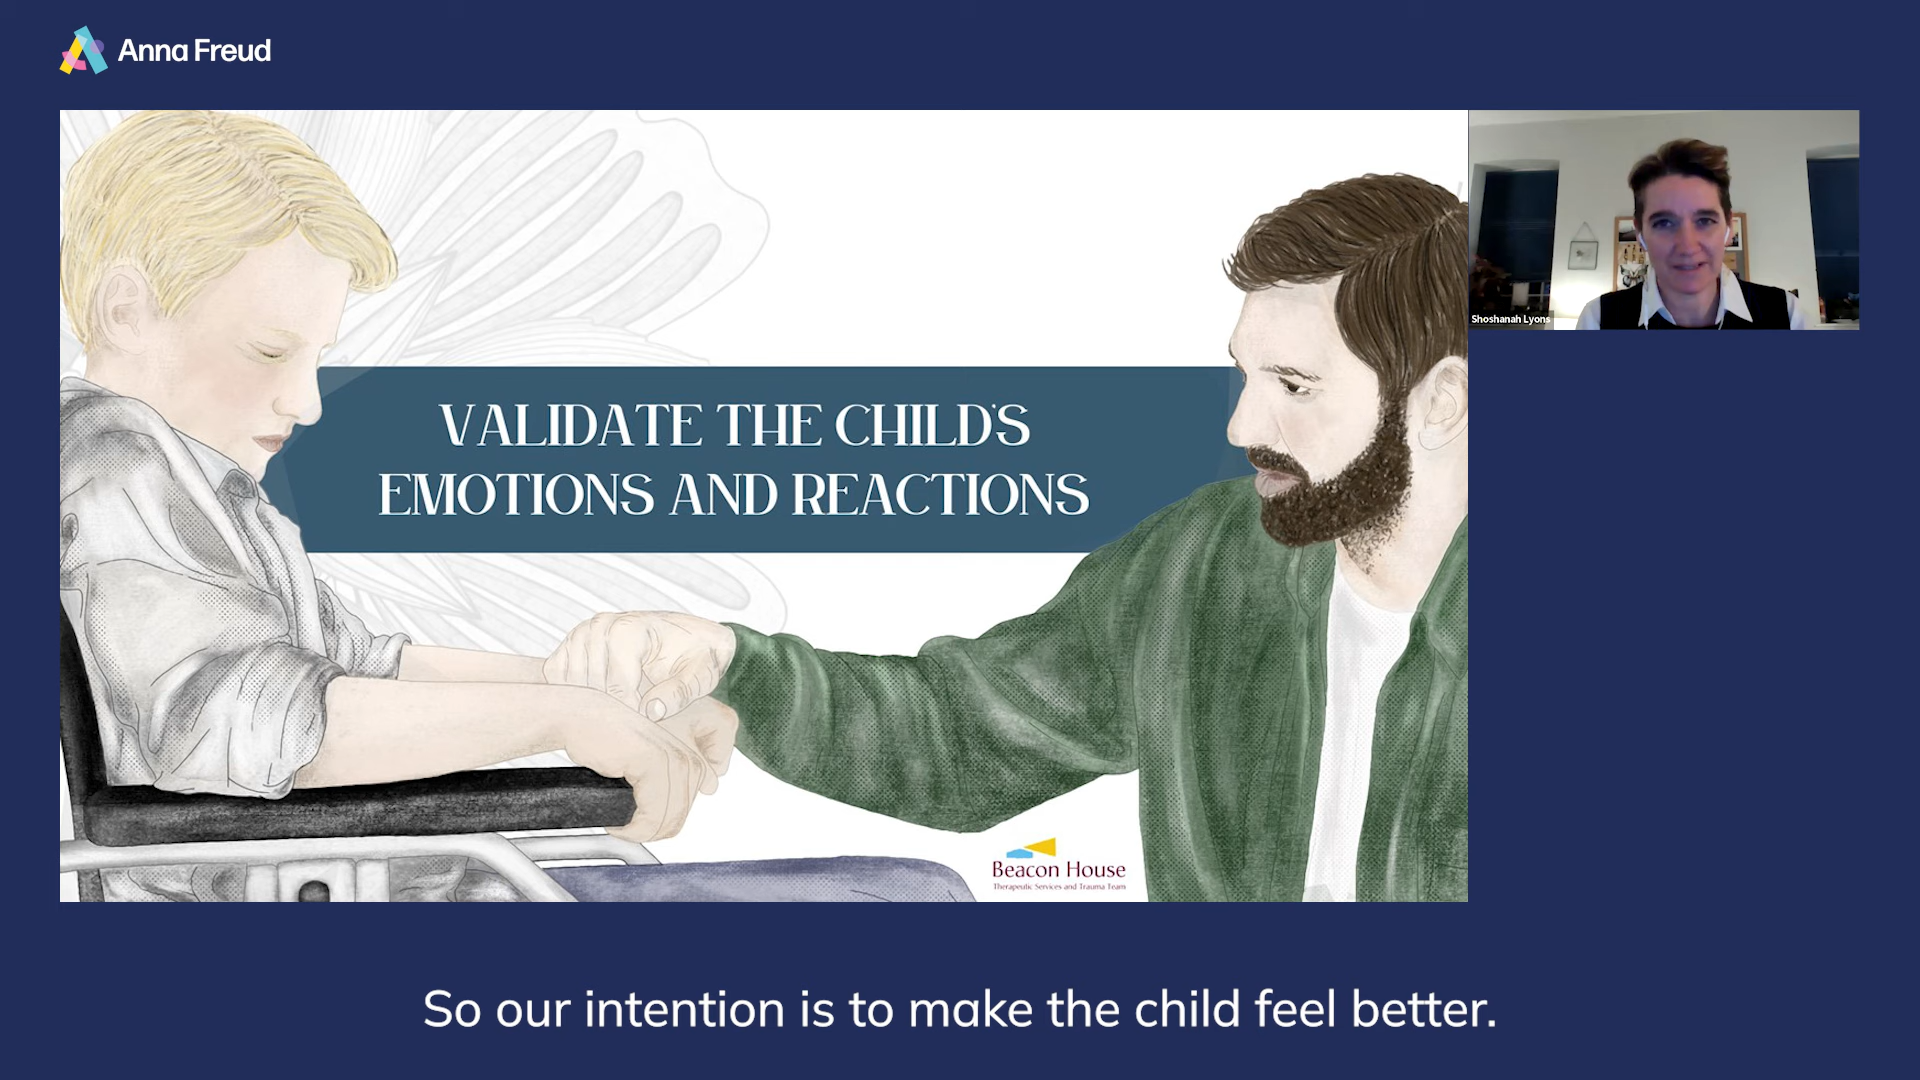 Anna Freud
VALIDATE THE CHILD'S
EMOTIONS AND REACTIONS
Shoshanah Lyons
Beacon House
Therapeutic Services and Trauma Team
So our intention is to make the child feel better.